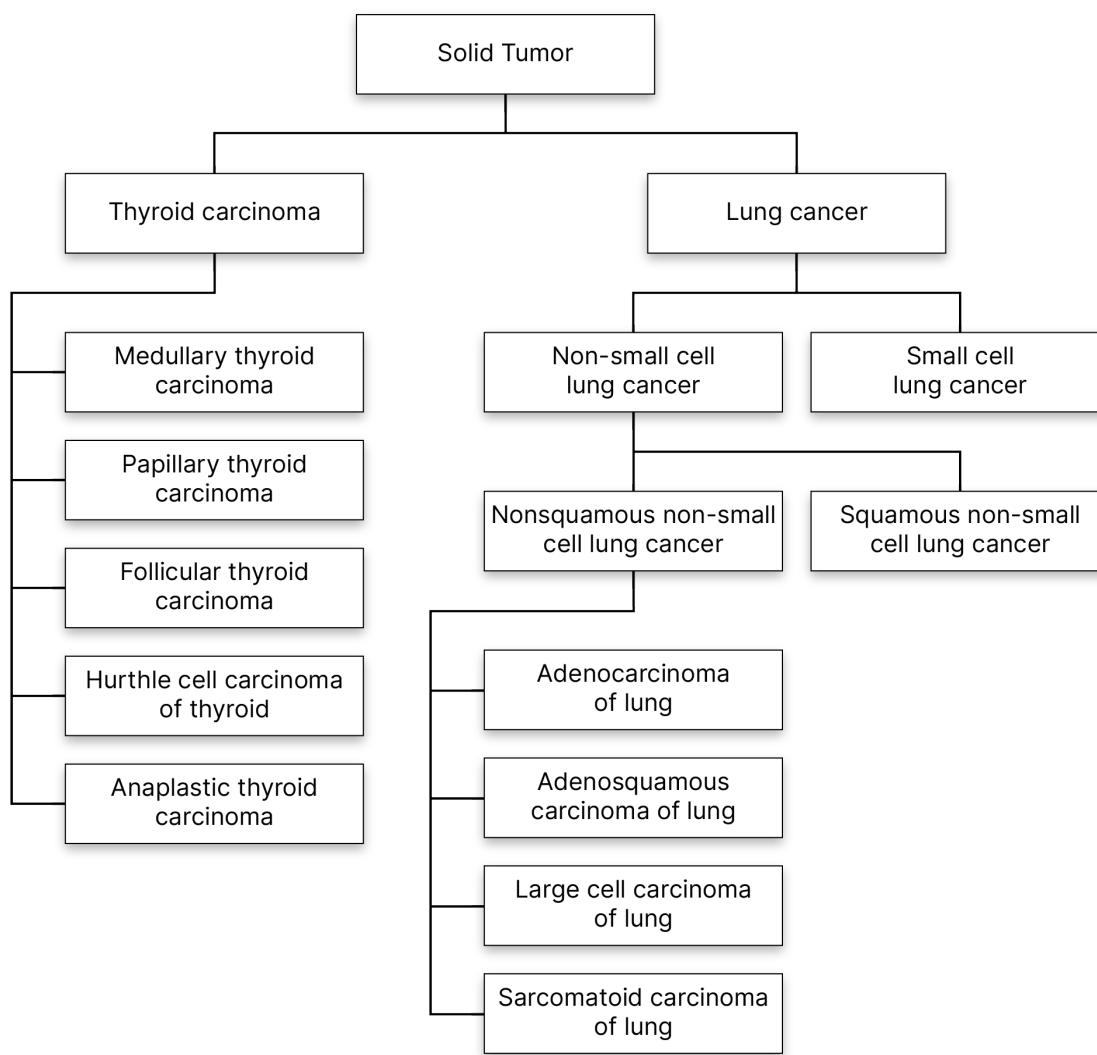 Solid Tumor
Thyroid carcinoma
Lung cancer
Medullary thyroid
carcinoma
Papillary thyroid
carcinoma
Follicular thyroid
carcinoma
Hurthle cell carcinoma
of thyroid
Anaplastic thyroid
carcinoma
Non-small cell
lung cancer
Small cell
lung cancer
Nonsquamous non-small
cell lung cancer
Squamous non-small
cell lung cancer
Adenocarcinoma
of lung
Adenosquamous
carcinoma of lung
Large cell carcinoma
of lung
Sarcomatoid carcinoma
of lung